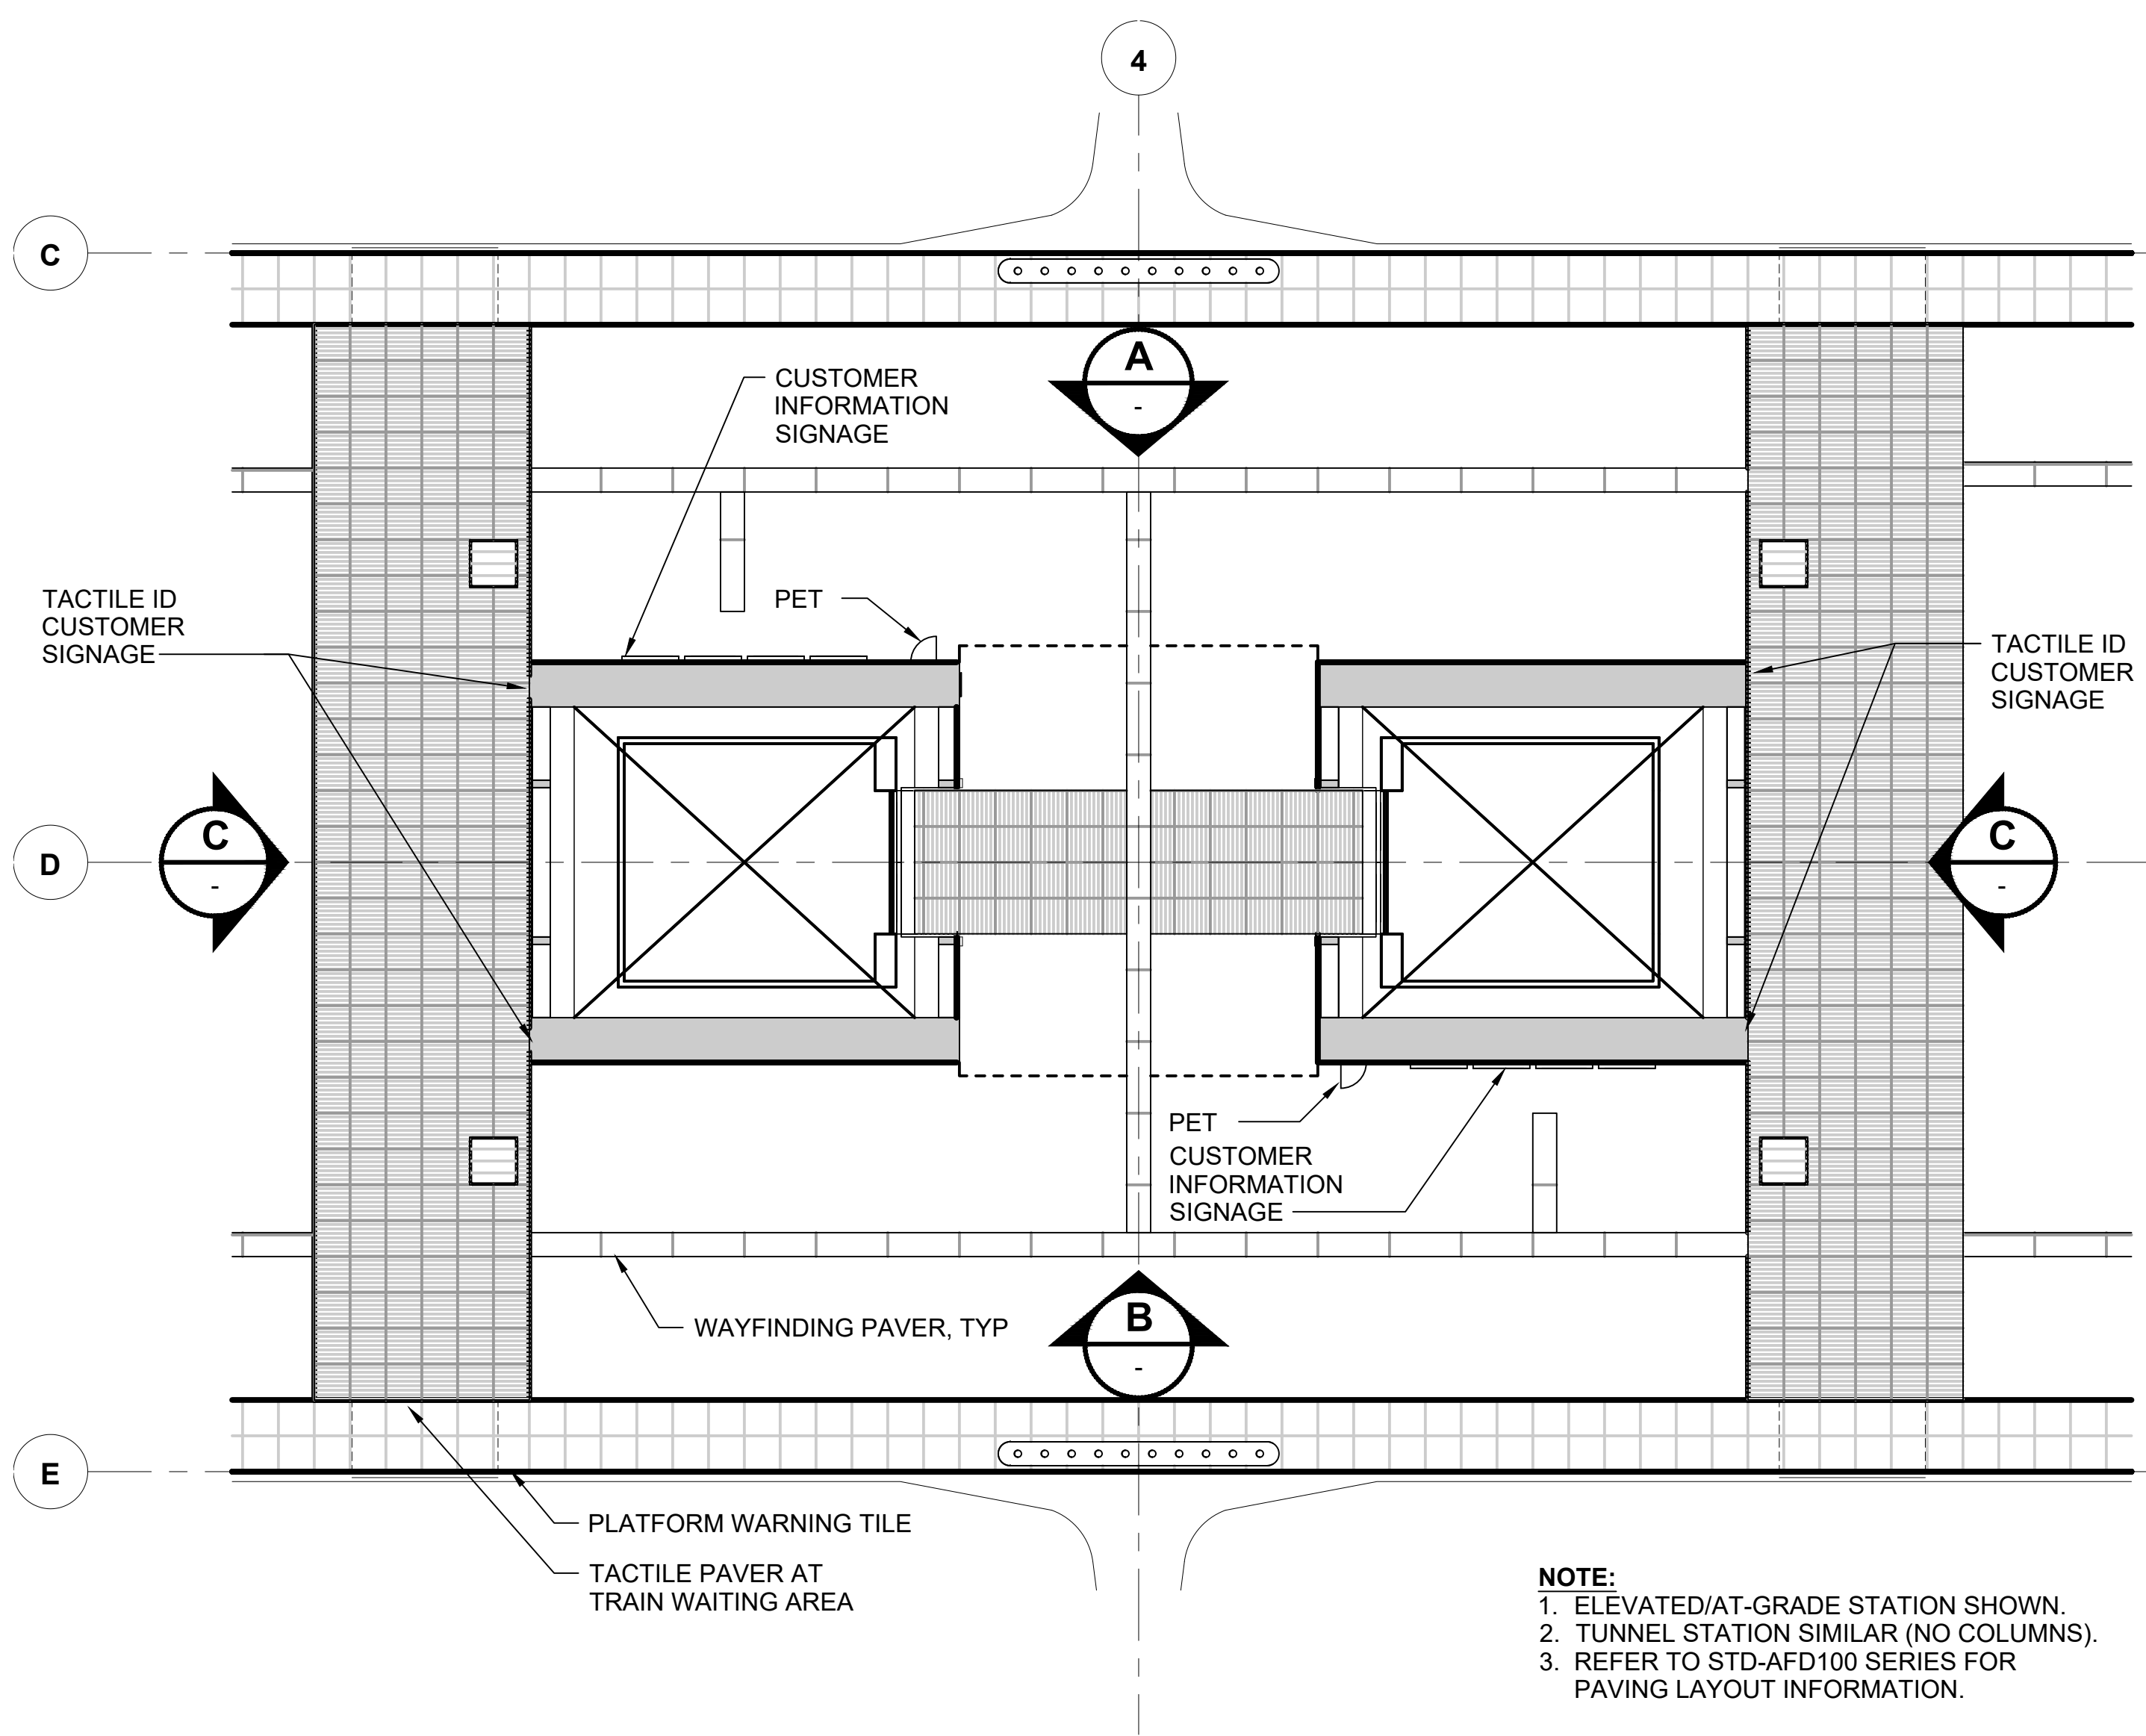 4
C
A
-
CUSTOMER
INFORMATION
SIGNAGE
TACTILE ID
CUSTOMER
SIGNAGE
PET
TACTILE ID
CUSTOMER
SIGNAGE
D
C
-
C
-
PET
CUSTOMER
INFORMATION
SIGNAGE
WAYFINDING PAVER, TYP
B
-
E
PLATFORM WARNING TILE
TACTILE PAVER AT
TRAIN WAITING AREA
NOTE:
1. ELEVATED/AT-GRADE STATION SHOWN.
2. TUNNEL STATION SIMILAR (NO COLUMNS).
3. REFER TO STD-AFD100 SERIES FOR
PAVING LAYOUT INFORMATION.